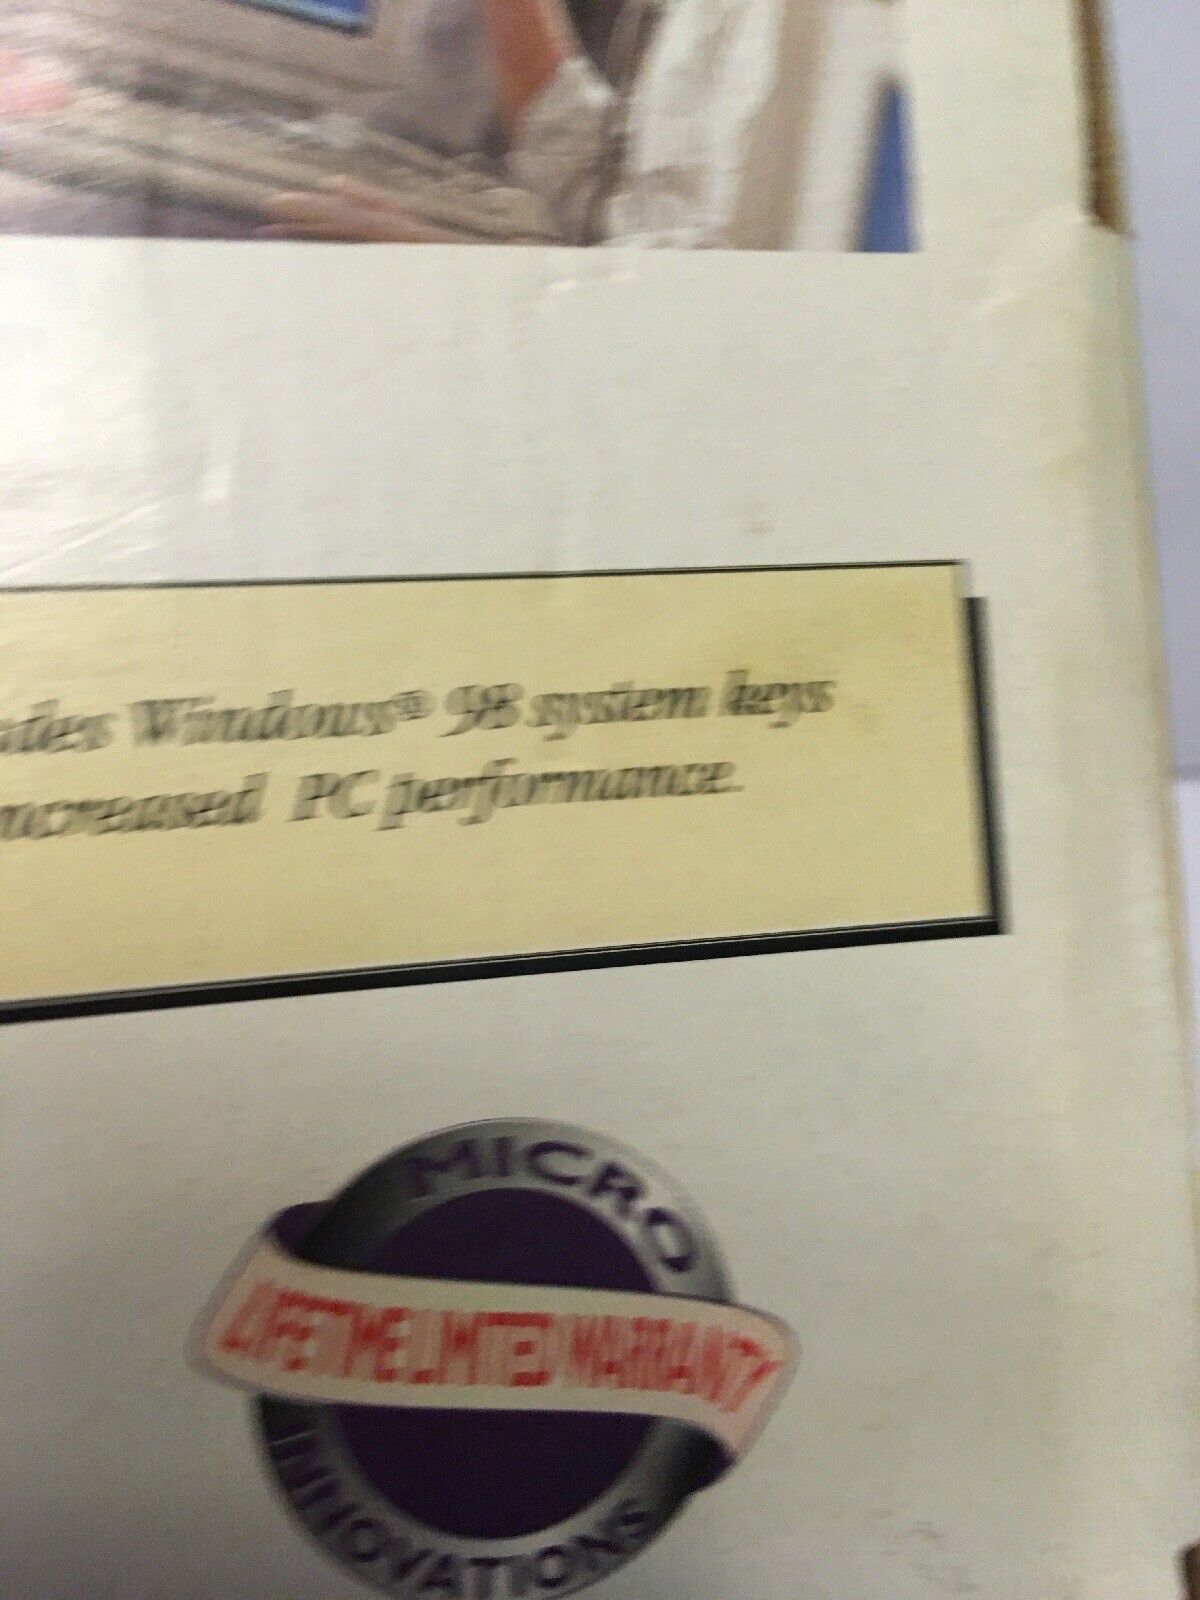 Windows® 98 system keys
increased PC performance.
MICRO
LIFETIME LIMITED WARRANTY
INNOVATIONS